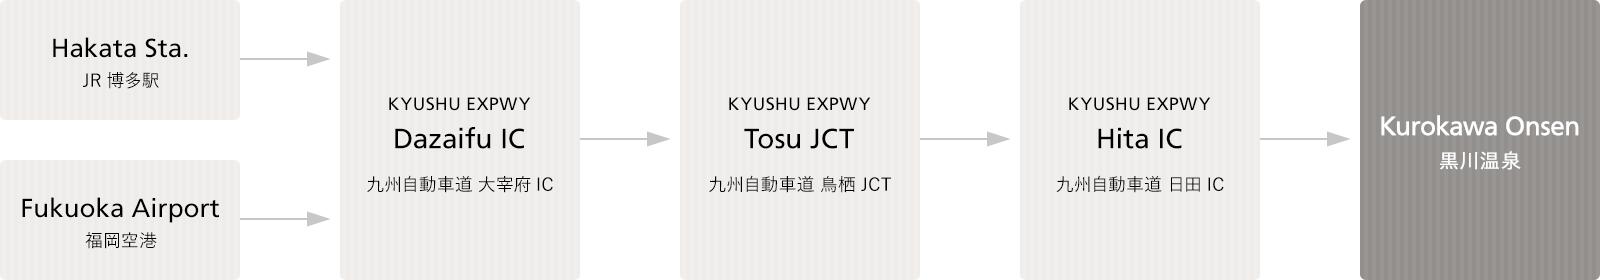 Hakata Sta.
JR 博多駅
Fukuoka Airport
福岡空港
KYUSHU EXPWY
Dazaifu IC
九州自動車道 大宰府 IC
KYUSHU EXPWY
Tosu JCT
九州自動車道 鳥栖 JCT
KYUSHU EXPWY
Hita IC
九州自動車道 日田 IC
Kurokawa Onsen
黒川温泉